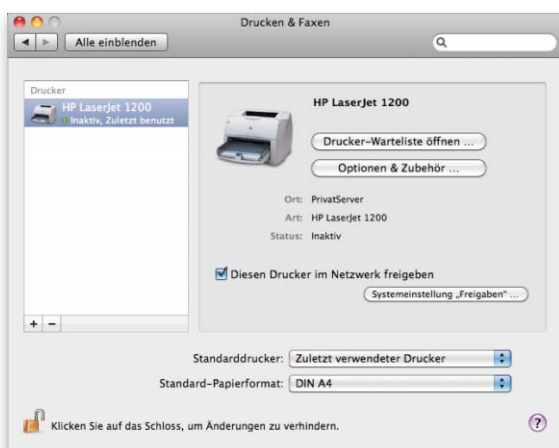 Drucken & Faxen
Alle einblenden
Drucker
HP LaserJet 1200
Inaktiv, Zuletzt benutzt
HP LaserJet 1200
Drucker-Warteliste öffnen ...
Optionen & Zubehör ...
Ort: PrivatServer
Art: HP LaserJet 1200
Status: Inaktiv
Diesen Drucker im Netzwerk freigeben
Systemeinstellung „Freigaben“ ...
+ −
Standarddrucker: Zuletzt verwendeter Drucker
Standard-Papierformat: DIN A4
Klicken Sie auf das Schloss, um Änderungen zu verhindern.
?